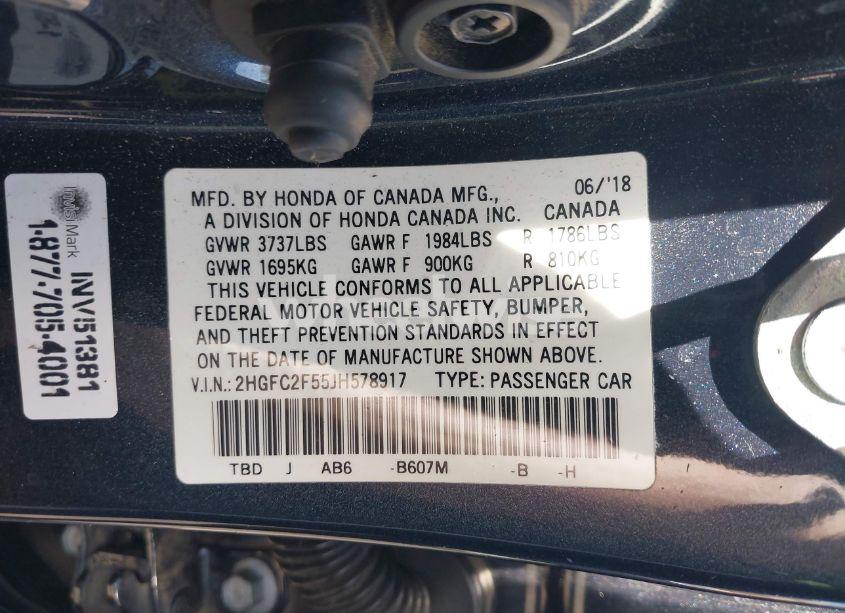 InVisiMark
1-877-705-4001
INV51381
MFD. BY HONDA OF CANADA MFG., 06/'18
A DIVISION OF HONDA CANADA INC. CANADA
GVWR 3737LBS GAWR F 1984LBS R 1786LBS
GVWR 1695KG GAWR F 900KG R 810KG
THIS VEHICLE CONFORMS TO ALL APPLICABLE
FEDERAL MOTOR VEHICLE SAFETY, BUMPER,
AND THEFT PREVENTION STANDARDS IN EFFECT
ON THE DATE OF MANUFACTURE SHOWN ABOVE.
V.I.N.: 2HGFC2F55JH578917 TYPE: PASSENGER CAR
TBD J AB6 -B607M -B -H